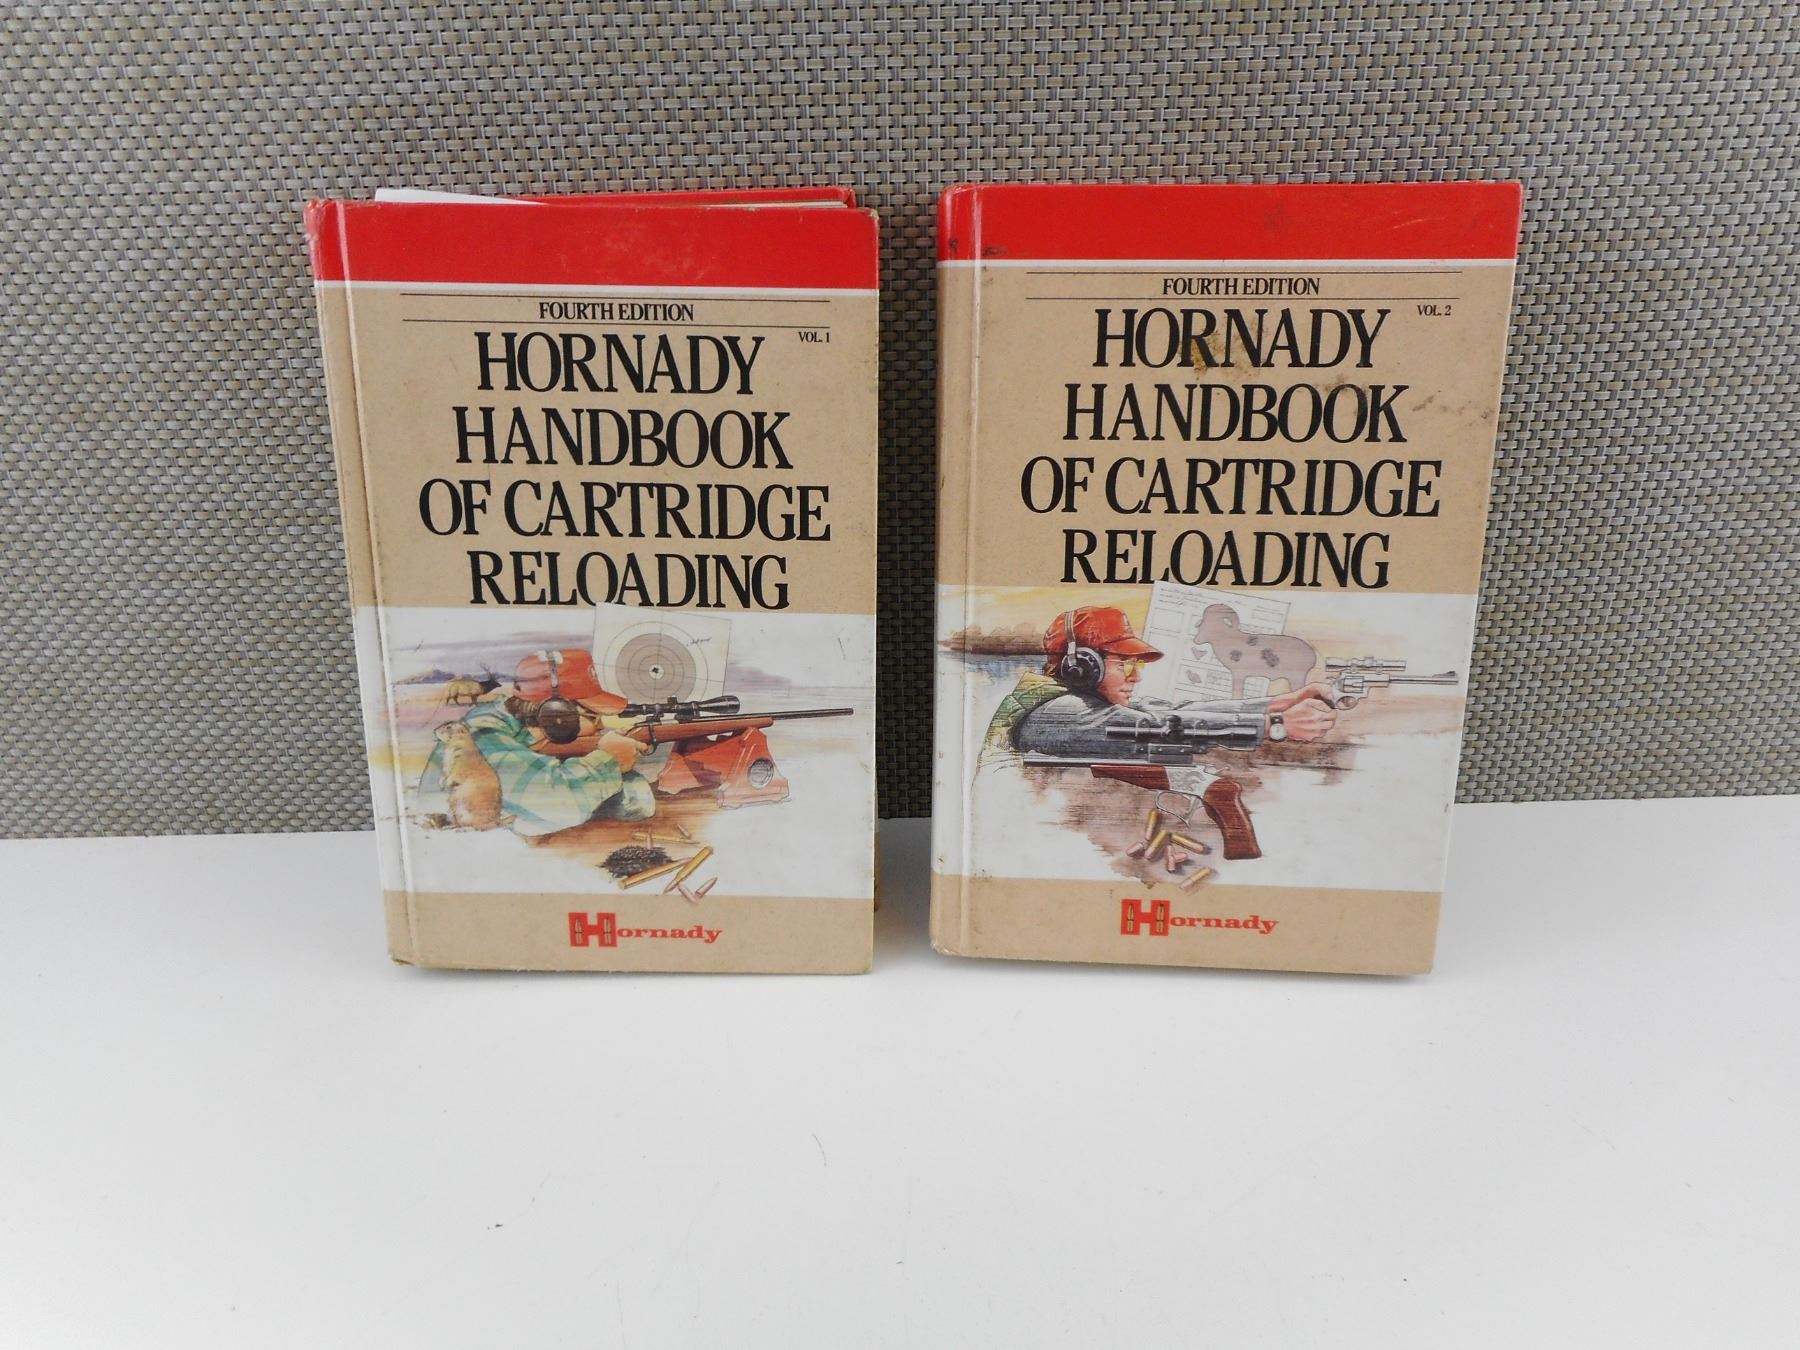 FOURTH EDITION
VOL. 1
HORNADY
HANDBOOK
OF CARTRIDGE
RELOADING
Hornady
FOURTH EDITION
VOL. 2
HORNADY
HANDBOOK
OF CARTRIDGE
RELOADING
Hornady